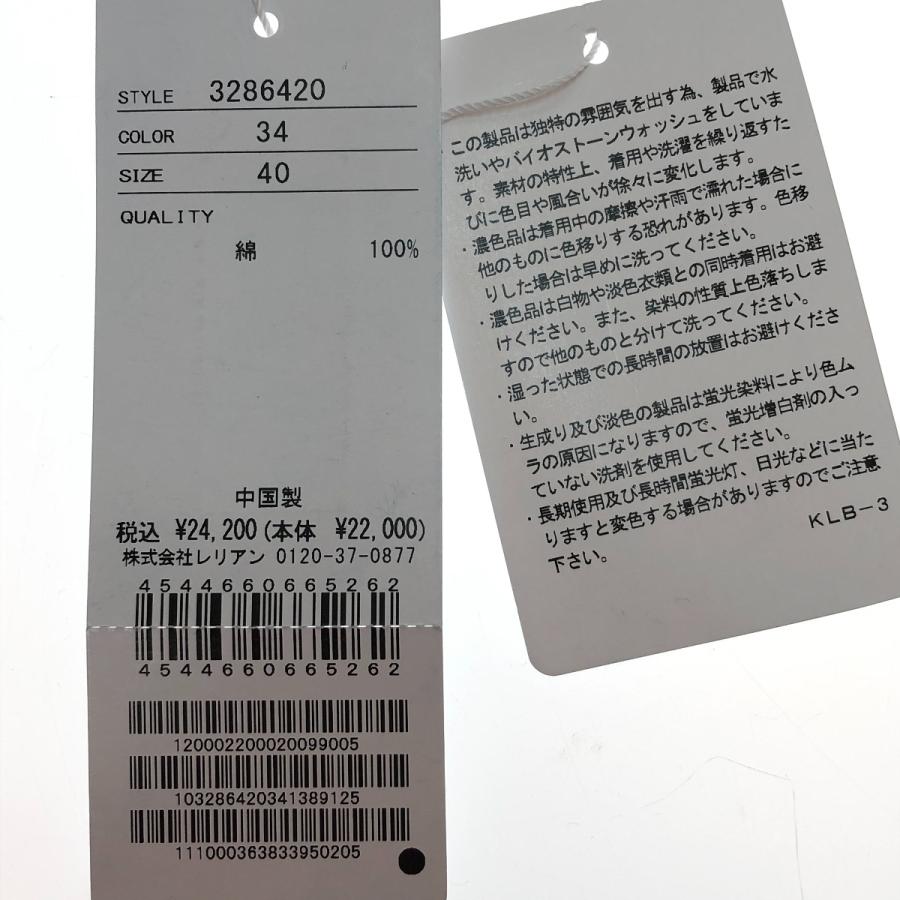 STYLE 3286420
COLOR 34
SIZE 40
QUALITY
綿 100%
中国製
税込 ¥24,200(本体 ¥22,000)
株式会社レリアン 0120-37-0877
4544660665262
4544660665262
120002200020099005
103286420341389125
111000363833950205
この製品は独特の雰囲気を出す為、製品で水
洗いやバイオストーンウォッシュをしていま
す。素材の特性上、着用や洗濯を繰り返すた
びに色目や風合いが徐々に変化します。
・濃色品は着用中の摩擦や汗雨で濡れた場合に
他のものに色移りする恐れがあります。色移
りした場合は早めに洗ってください。
・濃色品は白物や淡色衣類との同時着用はお避
けください。また、染料の性質上色落ちしま
すので他のものと分けて洗ってください。
・湿った状態での長時間の放置はお避けくださ
い。
・生成り及び淡色の製品は蛍光染料により色ム
ラの原因になりますので、蛍光増白剤の入っ
ていない洗剤を使用してください。
・長期使用及び長時間蛍光灯、日光などに当た
りますと変色する場合がありますのでご注意
下さい。
KLB-3